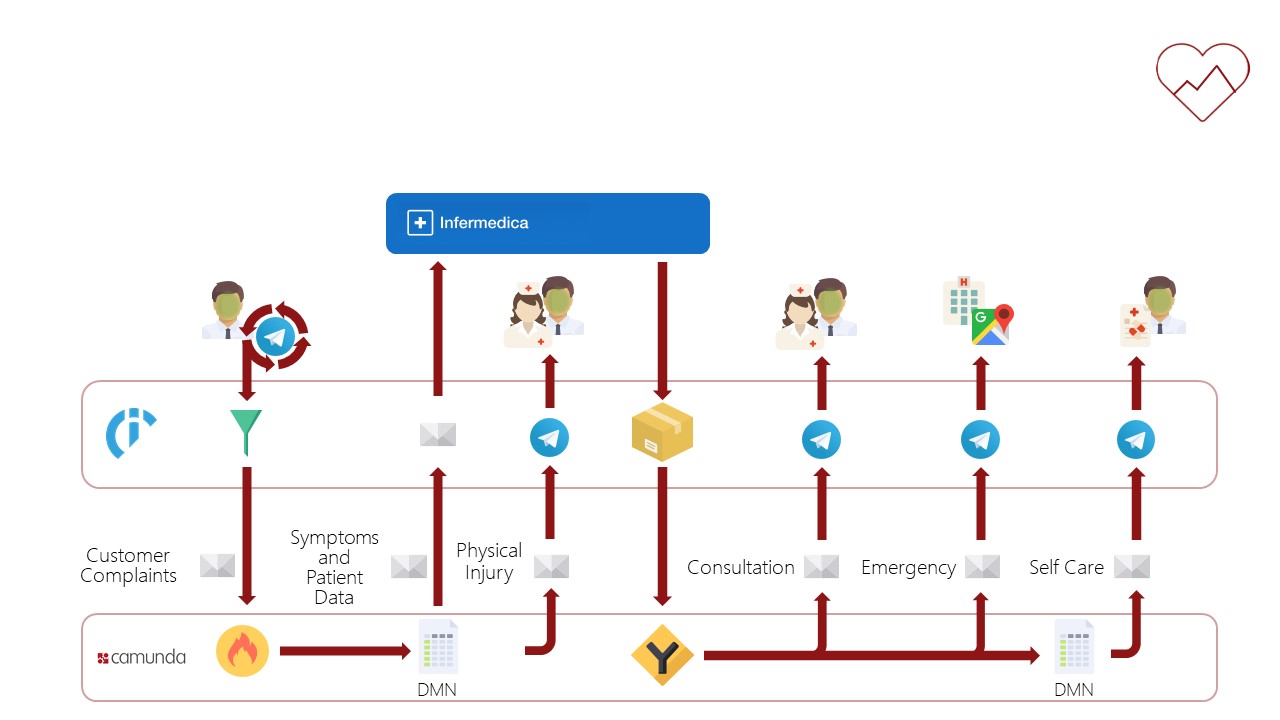 Infermedica
H
G
Customer
Complaints
Symptoms
and
Patient
Data
Physical
Injury
Consultation
Emergency
Self Care
camunda
DMN
DMN